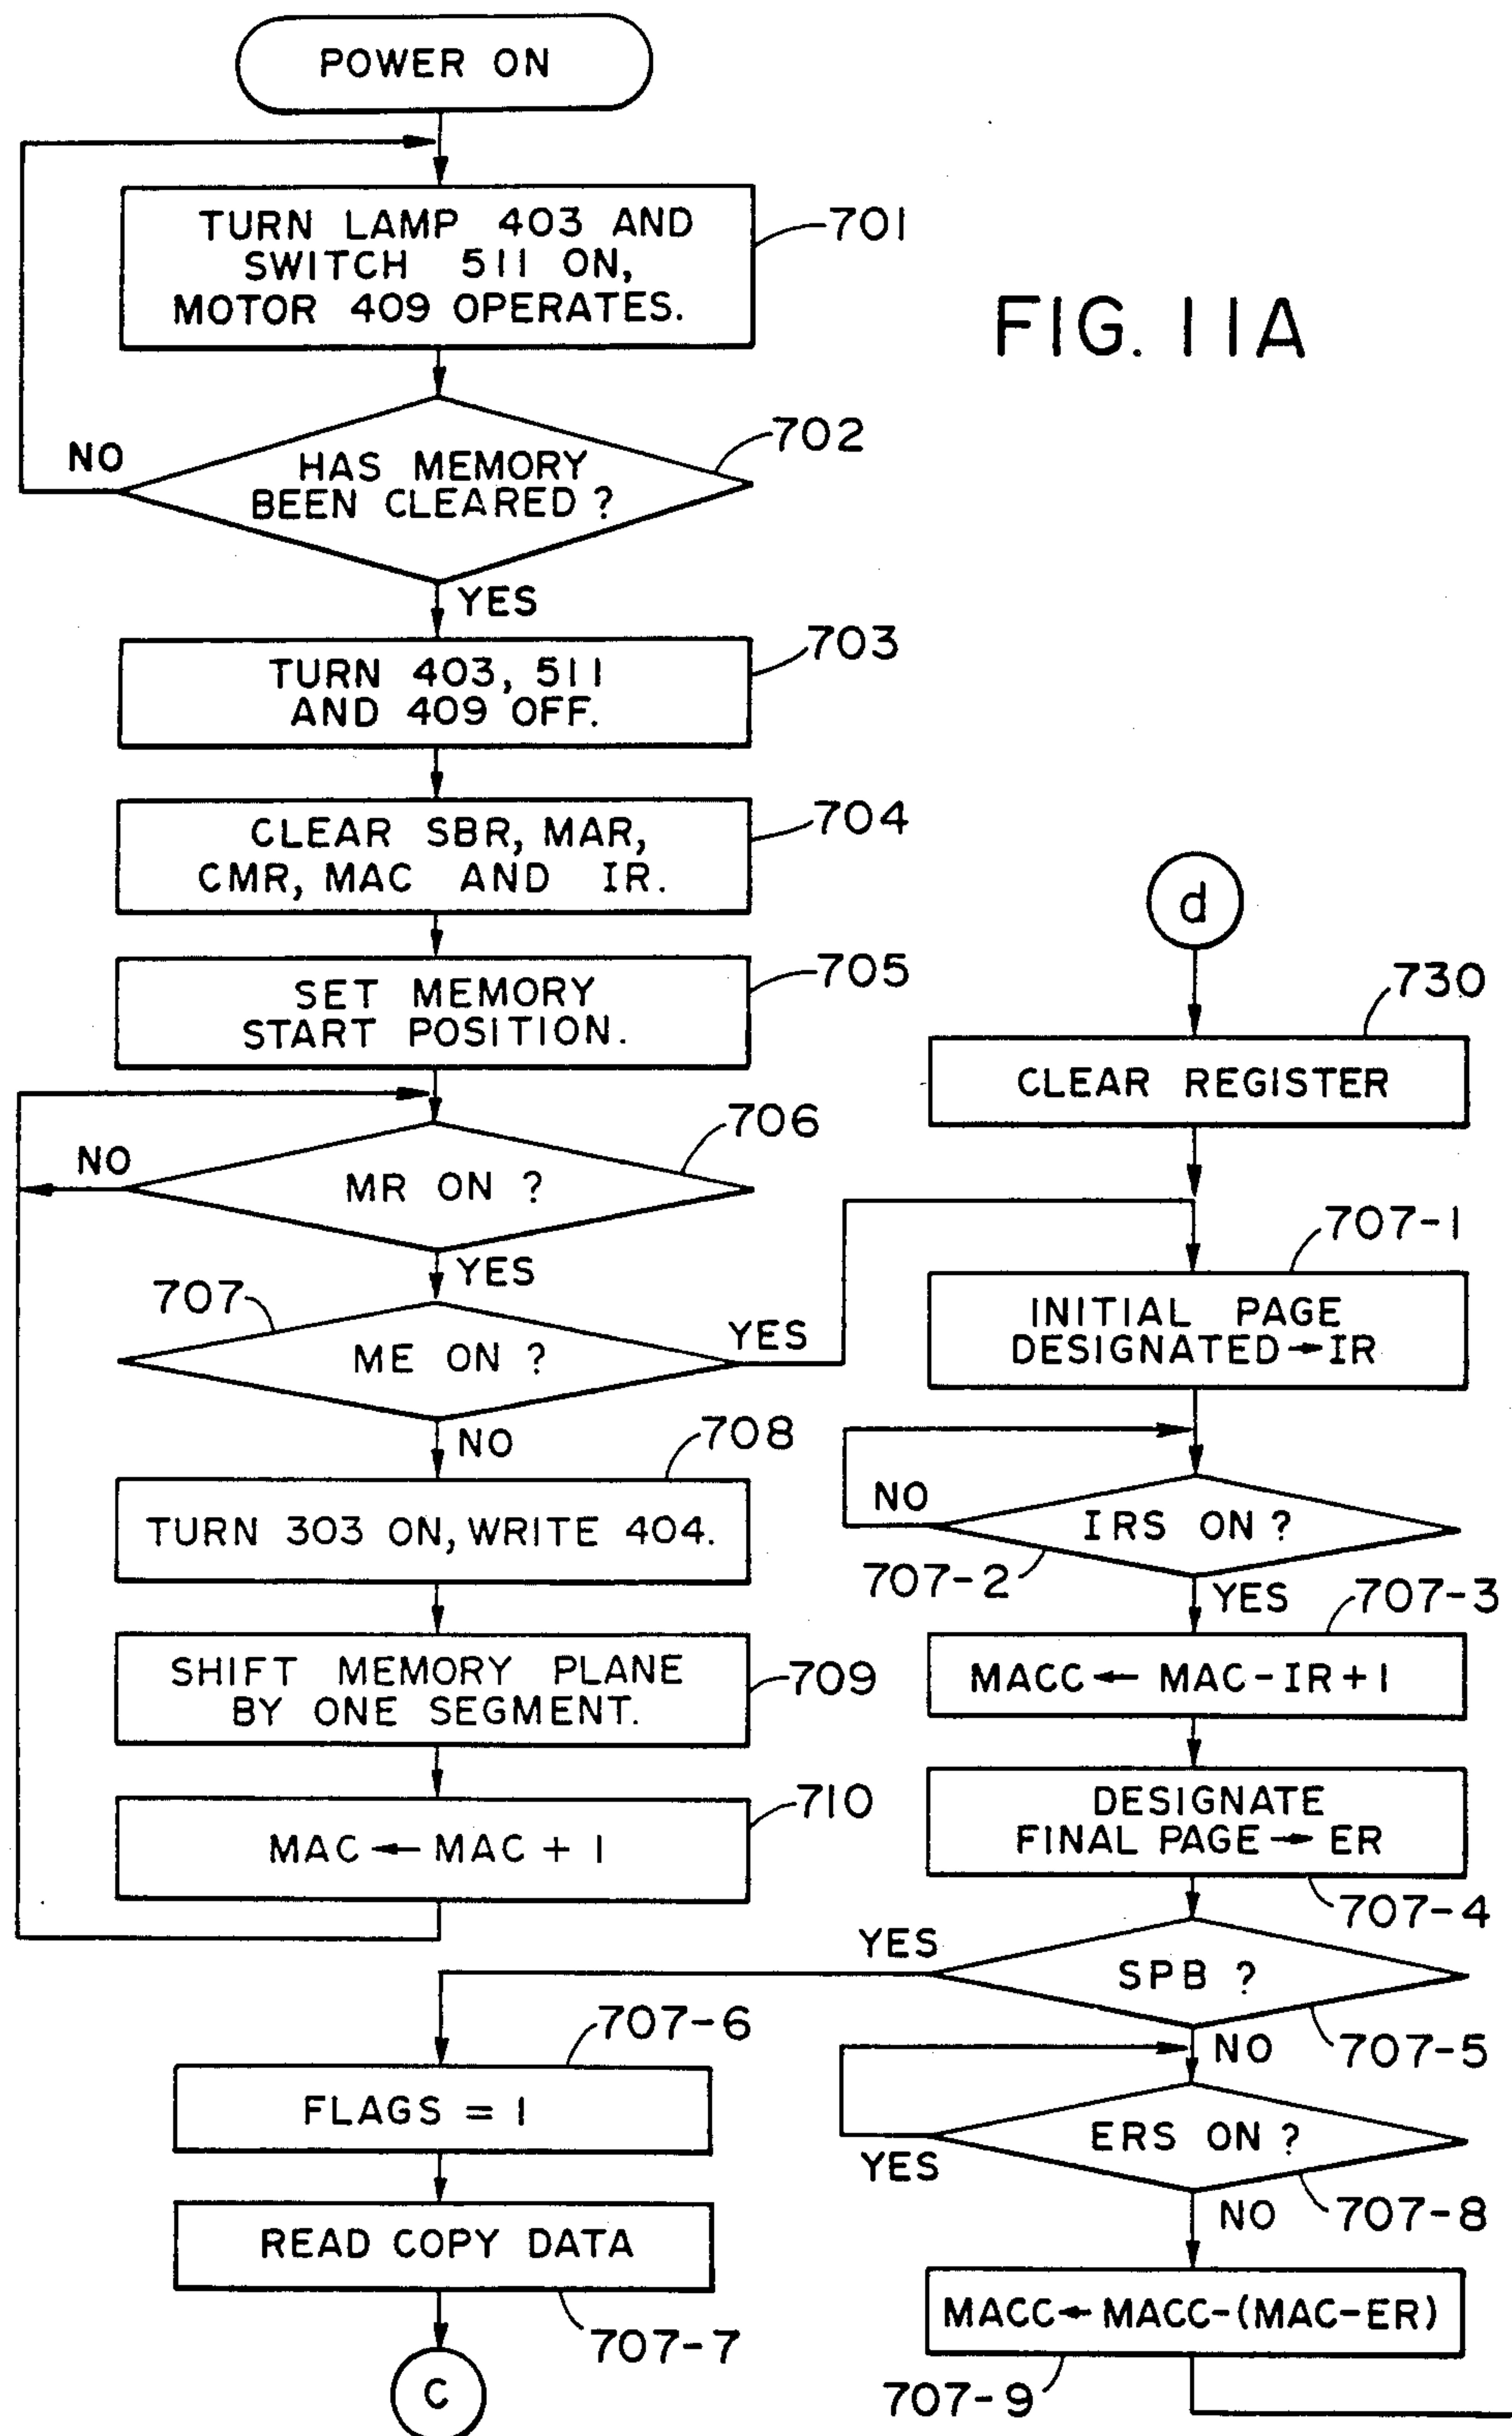 POWER ON
TURN LAMP 403 AND
SWITCH 511 ON,
MOTOR 409 OPERATES.
701
FIG. 11A
HAS MEMORY
BEEN CLEARED ?
702
NO
YES
TURN 403, 511
AND 409 OFF.
703
CLEAR SBR, MAR,
CMR, MAC AND IR.
704
SET MEMORY
START POSITION.
705
MR ON ?
706
NO
YES
ME ON ?
707
YES
NO
TURN 303 ON, WRITE 404.
708
SHIFT MEMORY PLANE
BY ONE SEGMENT.
709
MAC ← MAC + 1
710
d
CLEAR REGISTER
730
INITIAL PAGE
DESIGNATED → IR
707-1
IRS ON ?
NO
707-2
YES
MACC ← MAC-IR+1
707-3
DESIGNATE
FINAL PAGE → ER
707-4
SPB ?
YES
707-5
NO
FLAGS = 1
707-6
READ COPY DATA
707-7
C
ERS ON ?
YES
707-8
NO
MACC ← MACC-(MAC-ER)
707-9